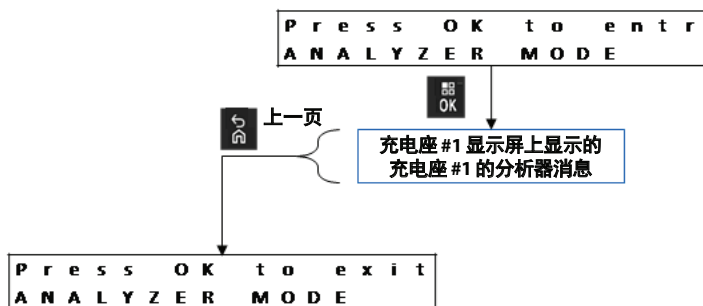 Press OK to entr
ANALYZER MODE
OK
上一页
充电座 #1 显示屏上显示的
充电座 #1 的分析器消息
Press OK to exit
ANALYZER MODE